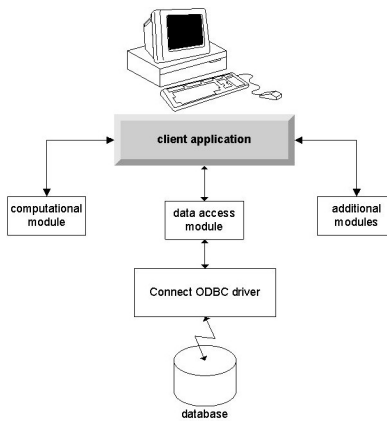 client application
computational
module
data access
module
additional
modules
Connect ODBC driver
database